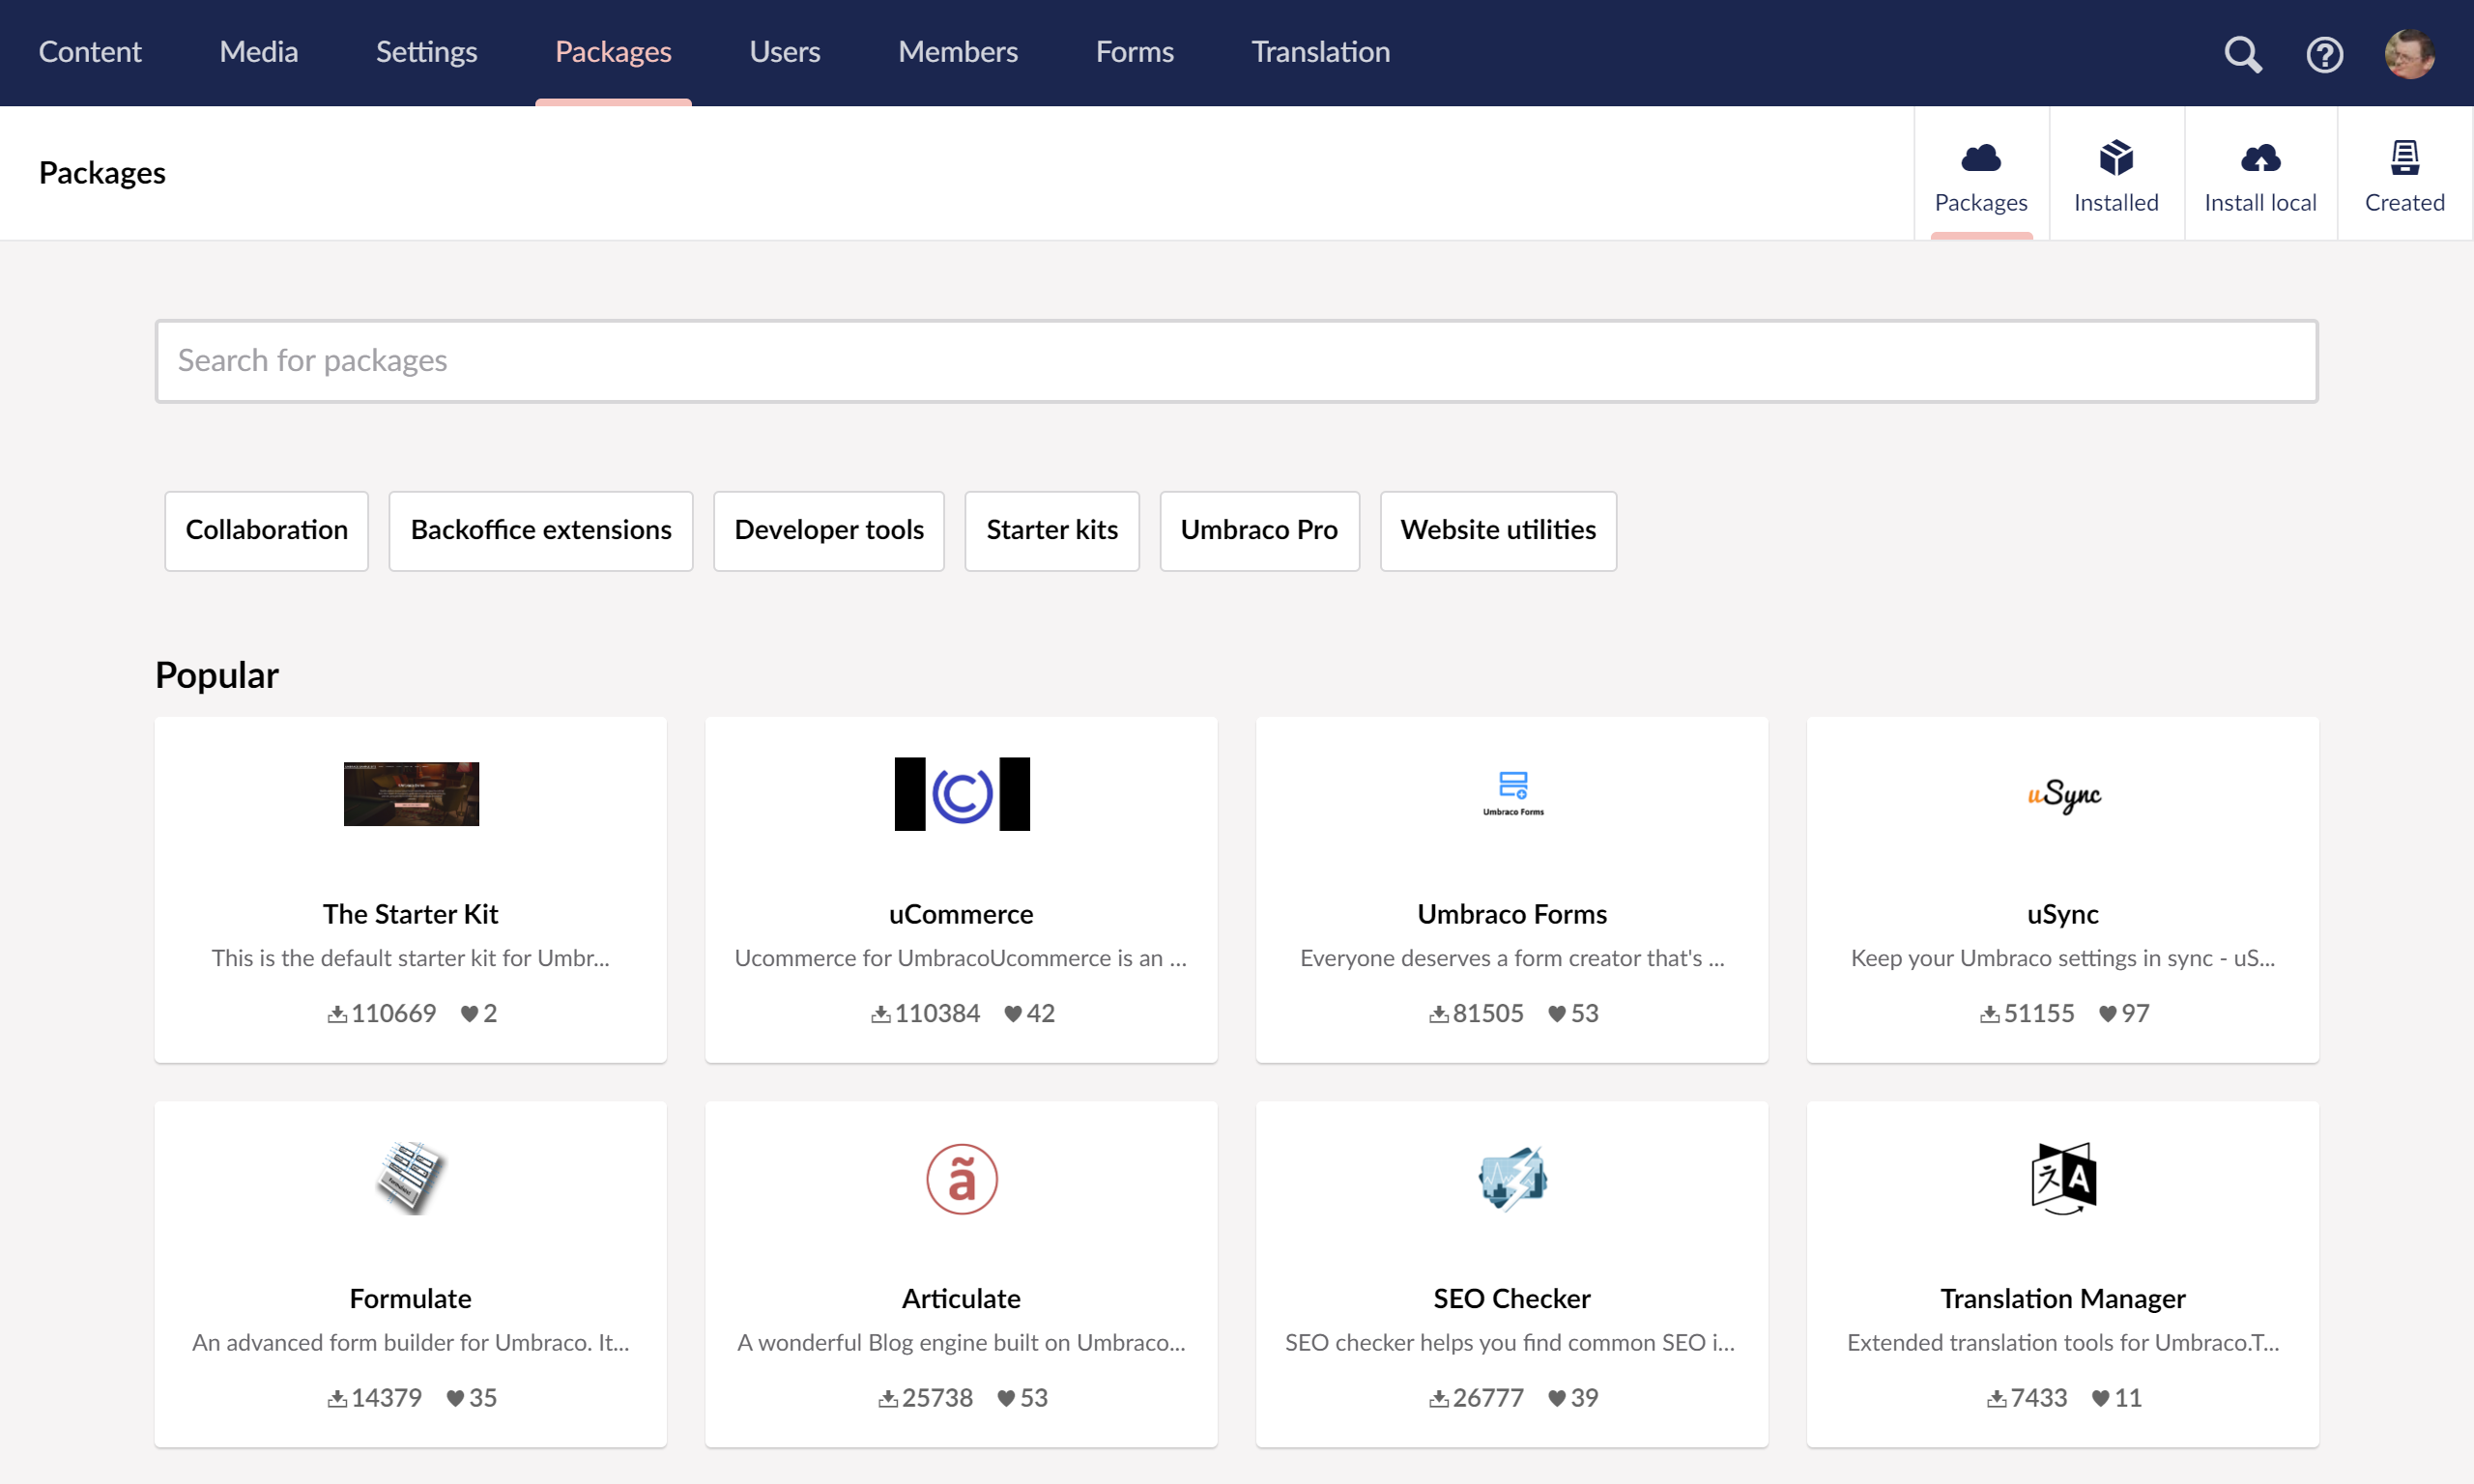 Content Media Settings Packages Users Members Forms Translation
Packages
Packages Installed Install local Created
Search for packages
Collaboration Backoffice extensions Developer tools Starter kits Umbraco Pro Website utilities
Popular
Umbraco Forms
uSync
The Starter Kit
This is the default starter kit for Umbr...
110669 2
uCommerce
Ucommerce for UmbracoUcommerce is an ...
110384 42
Umbraco Forms
Everyone deserves a form creator that's ...
81505 53
uSync
Keep your Umbraco settings in sync - uS...
51155 97
ã
文 A
Formulate
An advanced form builder for Umbraco. It...
14379 35
Articulate
A wonderful Blog engine built on Umbraco...
25738 53
SEO Checker
SEO checker helps you find common SEO i...
26777 39
Translation Manager
Extended translation tools for Umbraco.T...
7433 11